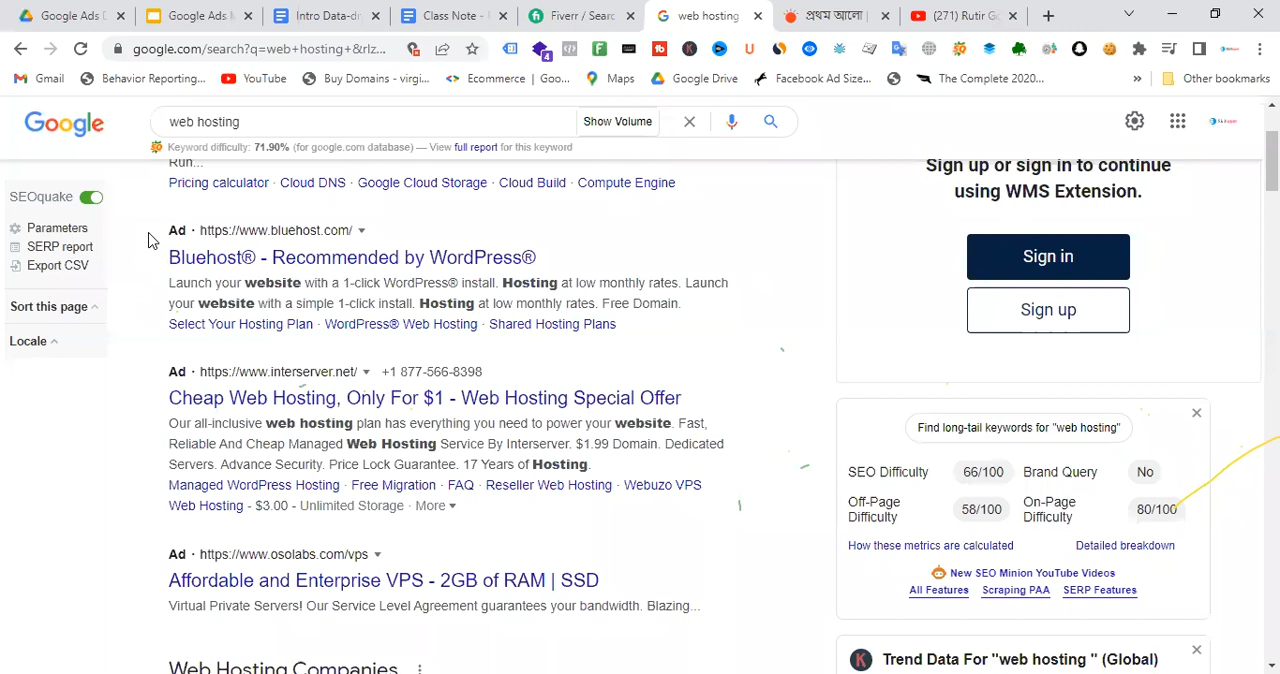 Google Ads D
Google Ads M
Intro Data-di
Class Note - F
Fiverr / Searc
web hosting
প্রথম আলো
(271) Rutir Go
google.com/search?q=web+hosting+&rlz...
4
Gmail
Behavior Reporting...
YouTube
Buy Domains - virgi...
Ecommerce | Goo...
Maps
Google Drive
Facebook Ad Size...
The Complete 2020...
»
Other bookmarks
Google
web hosting
Show Volume
Keyword difficulty: 71.90% (for google.com database) — View full report for this keyword
Run...
Pricing calculator · Cloud DNS · Google Cloud Storage · Cloud Build · Compute Engine
SEOquake
Parameters
SERP report
Export CSV
Sort this page
Locale
Ad · https://www.bluehost.com/
Bluehost® - Recommended by WordPress®
Launch your website with a 1-click WordPress® install. Hosting at low monthly rates. Launch
your website with a simple 1-click install. Hosting at low monthly rates. Free Domain.
Select Your Hosting Plan · WordPress® Web Hosting · Shared Hosting Plans
Ad · https://www.interserver.net/ +1 877-566-8398
Cheap Web Hosting, Only For $1 - Web Hosting Special Offer
Our all-inclusive web hosting plan has everything you need to power your website. Fast,
Reliable And Cheap Managed Web Hosting Service By Interserver. $1.99 Domain. Dedicated
Servers. Advance Security. Price Lock Guarantee. 17 Years of Hosting.
Managed WordPress Hosting · Free Migration · FAQ · Reseller Web Hosting · Webuzo VPS
Web Hosting - $3.00 - Unlimited Storage · More
Ad · https://www.osolabs.com/vps
Affordable and Enterprise VPS - 2GB of RAM | SSD
Virtual Private Servers! Our Service Level Agreement guarantees your bandwidth. Blazing...
Web Hosting Companies
Sign up or sign in to continue
using WMS Extension.
Sign in
Sign up
Find long-tail keywords for "web hosting"
SEO Difficulty 66/100 Brand Query No
Off-Page Difficulty 58/100 On-Page Difficulty 80/100
How these metrics are calculated
Detailed breakdown
New SEO Minion YouTube Videos
All Features Scraping PAA SERP Features
Trend Data For "web hosting " (Global)